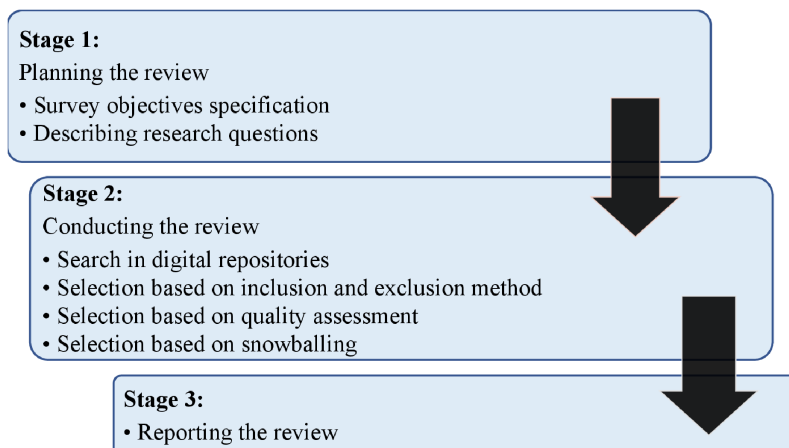 Stage 1:
Planning the review
• Survey objectives specification
• Describing research questions
Stage 2:
Conducting the review
• Search in digital repositories
• Selection based on inclusion and exclusion method
• Selection based on quality assessment
• Selection based on snowballing
Stage 3:
• Reporting the review